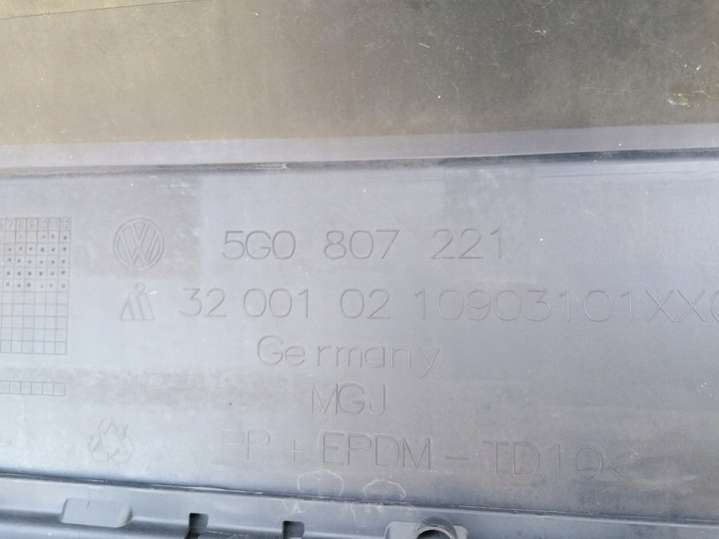 5G0 807 221
32 001 02 10903101XX
Germany
MGJ
PP + EPDM - TD10<